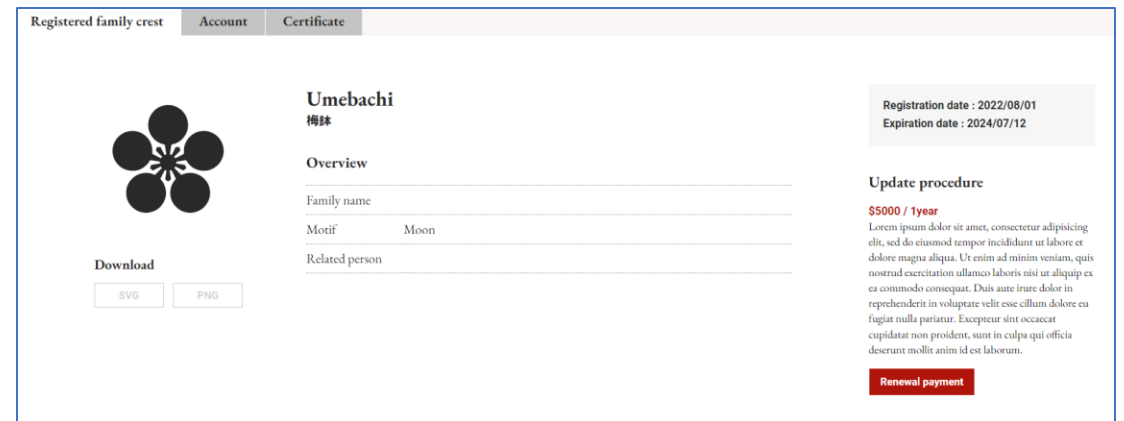 Registered family crest Account Certificate
Umebachi
梅鉢
Overview
Family name
Motif Moon
Related person
Download
SVG PNG
Registration date : 2022/08/01
Expiration date : 2024/07/12
Update procedure
$5000 / 1year
Lorem ipsum dolor sit amet, consectetur adipisicing
elit, sed do eiusmod tempor incididunt ut labore et
dolore magna aliqua. Ut enim ad minim veniam, quis
nostrud exercitation ullamco laboris nisi ut aliquip ex
ea commodo consequat. Duis aute irure dolor in
reprehenderit in voluptate velit esse cillum dolore eu
fugiat nulla pariatur. Excepteur sint occaecat
cupidatat non proident, sunt in culpa qui officia
deserunt mollit anim id est laborum.
Renewal payment